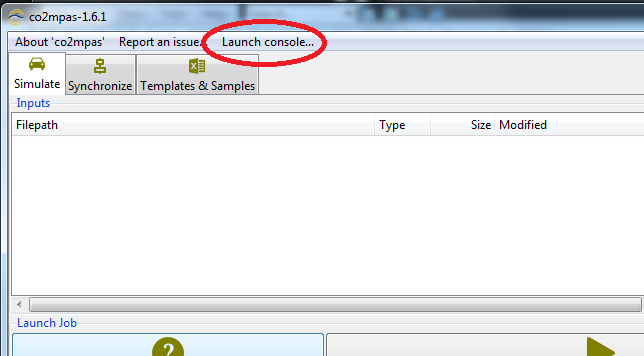 co2mpas-1.6.1
About 'co2mpas' Report an issue.. Launch console...
Simulate Synchronize Templates & Samples
Inputs
Filepath Type Size Modified
Launch Job
?